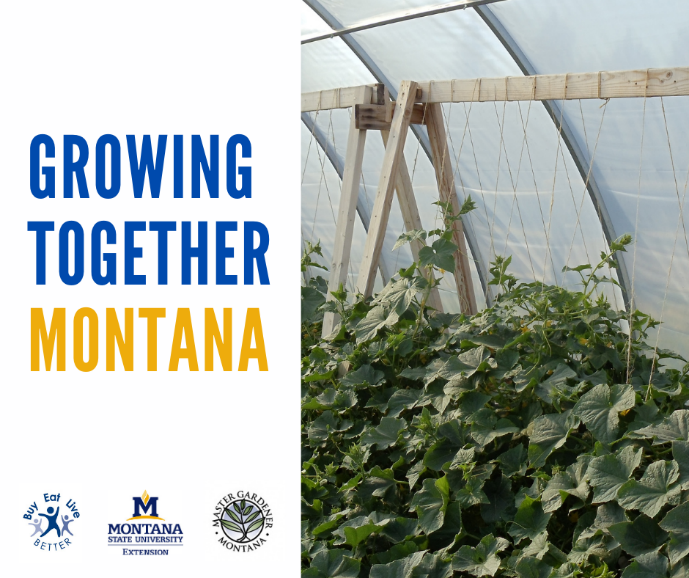 GROWING
TOGETHER
MONTANA
Buy Eat Live
BETTER
M
MONTANA
STATE UNIVERSITY
EXTENSION
MASTER GARDENER
• MONTANA •